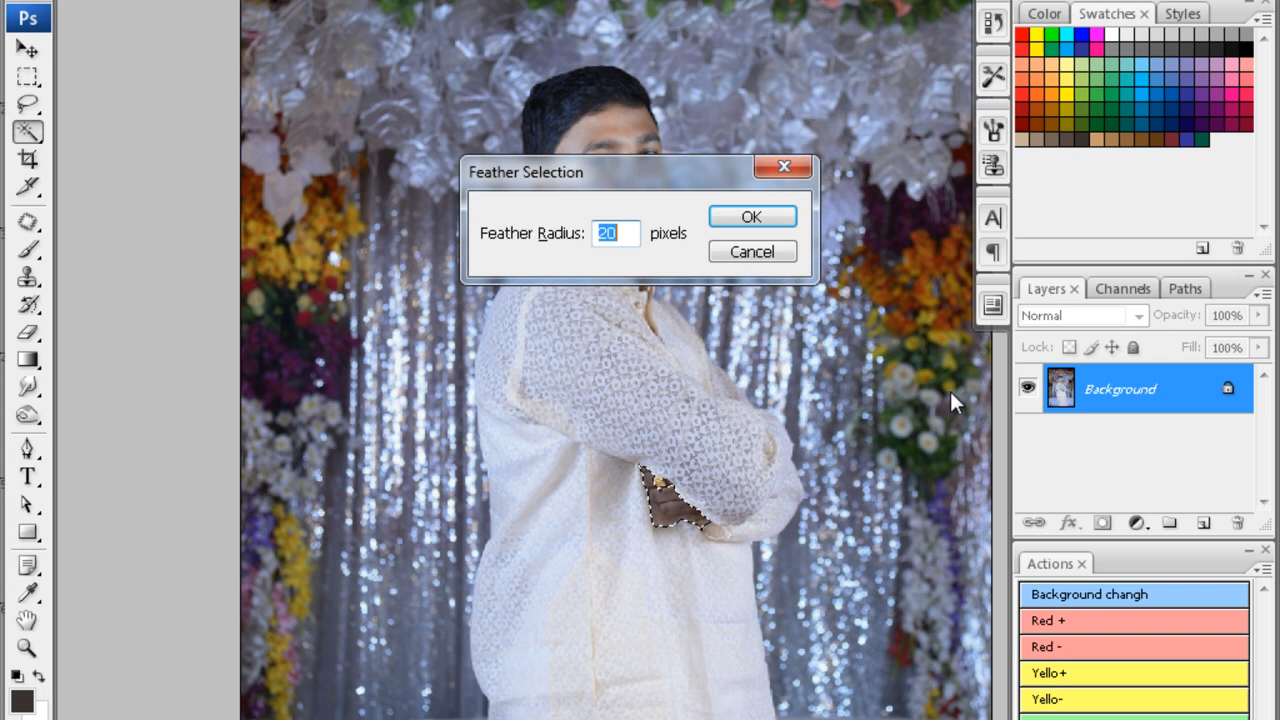 Ps
Color Swatches × Styles
Feather Selection
Feather Radius: 20 pixels
OK
Cancel
A
T
Layers × Channels Paths
Normal Opacity: 100%
Lock: Fill: 100%
Background
fx
Actions ×
Background changh
Red +
Red -
Yello+
Yello-